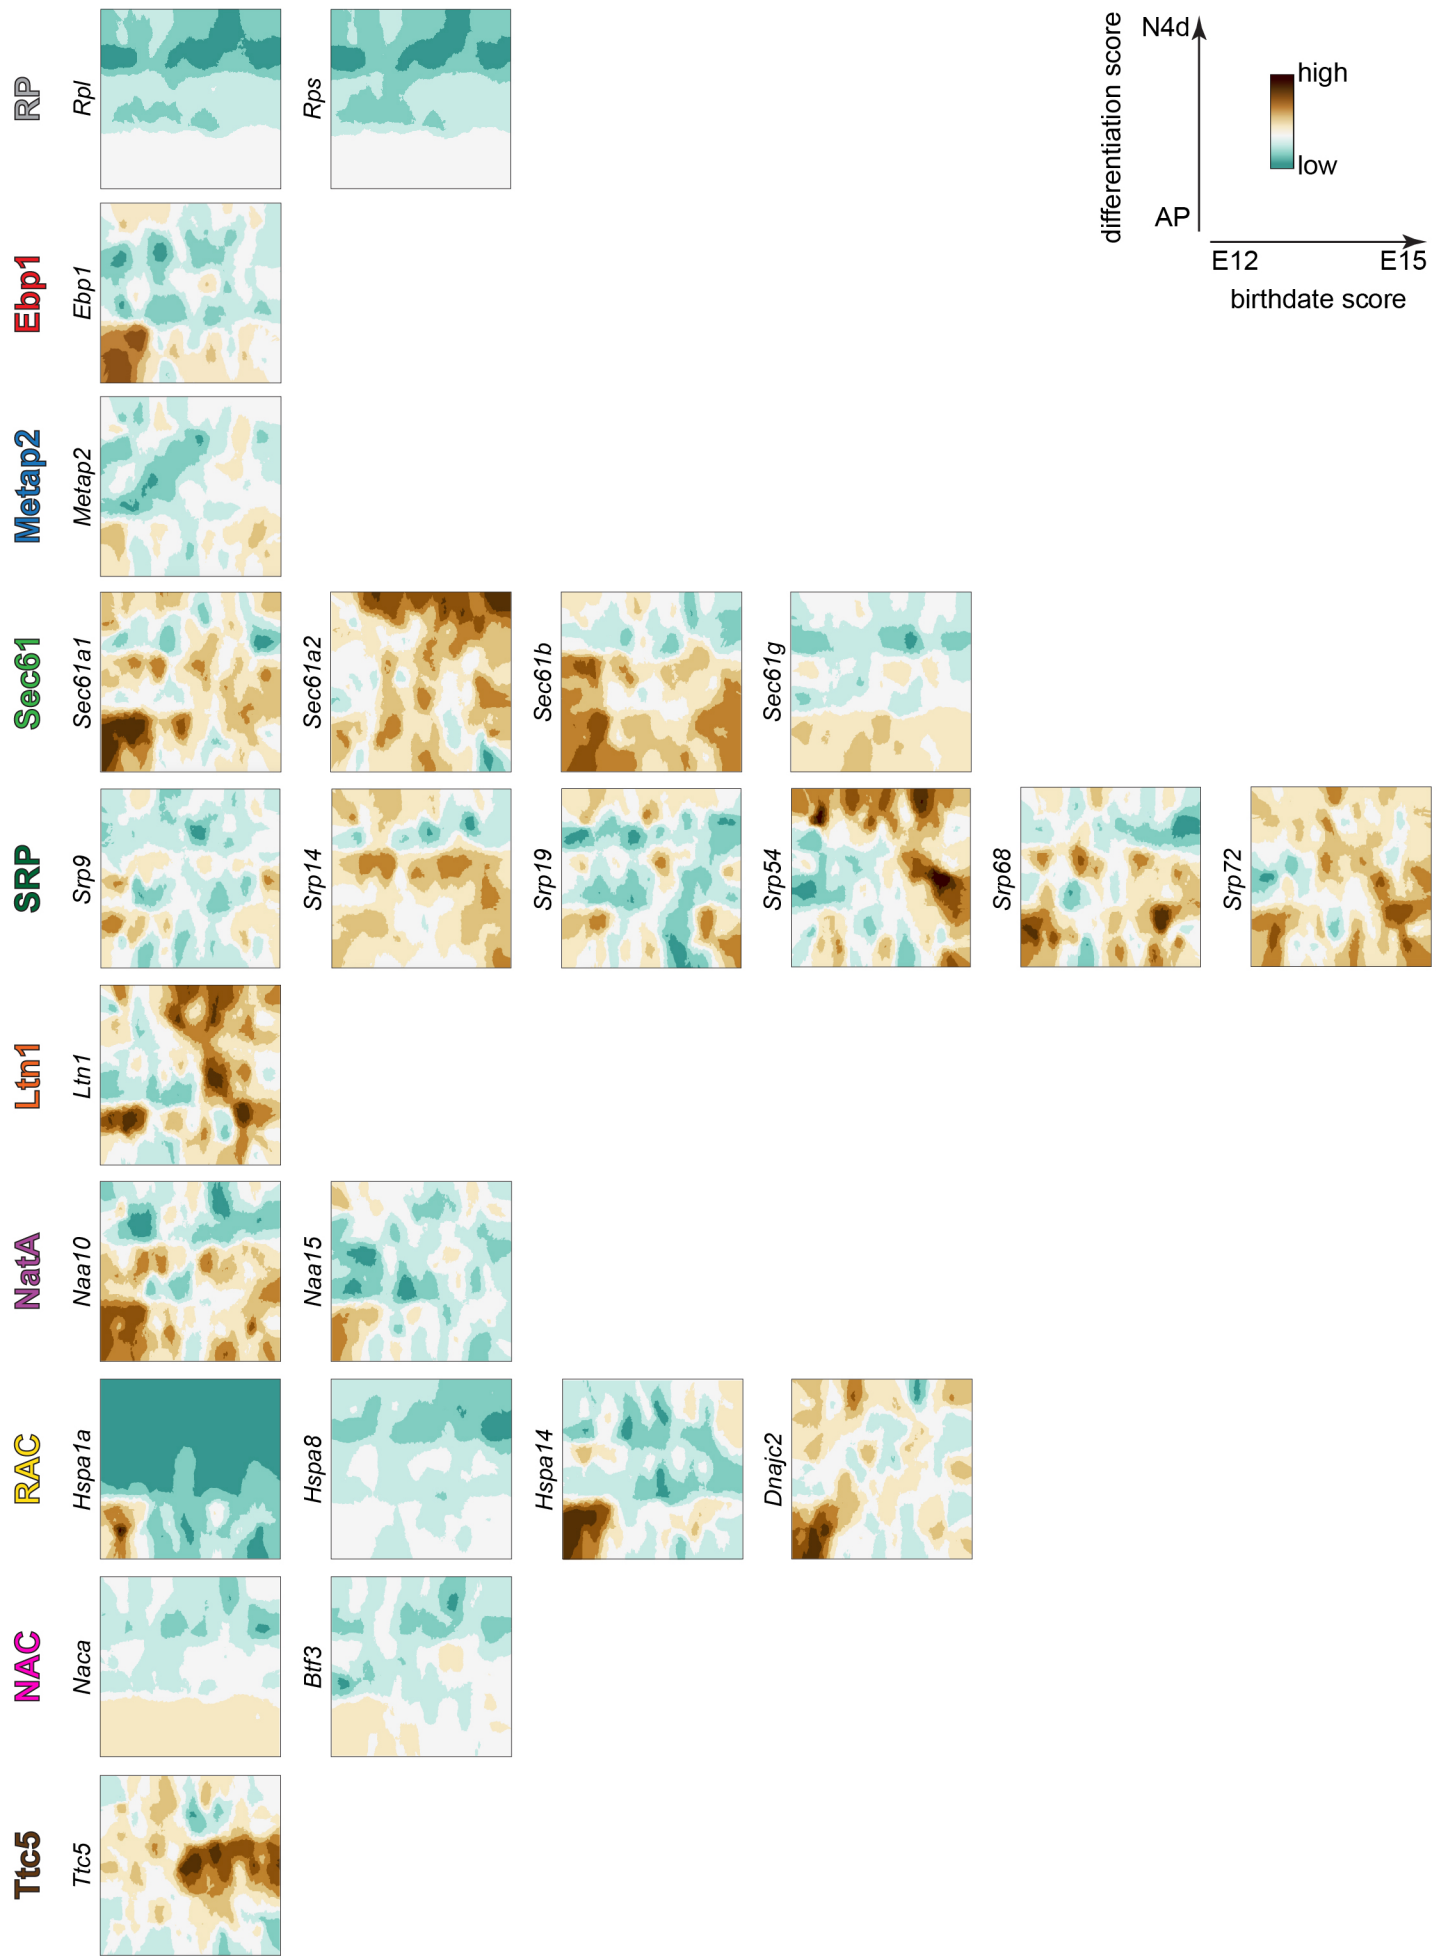 N4d
AP
differentiation score
high
low
E12
E15
birthdate score
RP
Rpl
Rps
Ebp1
Ebp1
Metap2
Metap2
Sec61
Sec61a1
Sec61a2
Sec61b
Sec61g
SRP
Srp9
Srp14
Srp19
Srp54
Srp68
Srp72
Ltn1
Ltn1
NatA
Naa10
Naa15
RAC
Hspa1a
Hspa8
Hspa14
Dnajc2
NAC
Naca
Btf3
Ttc5
Ttc5